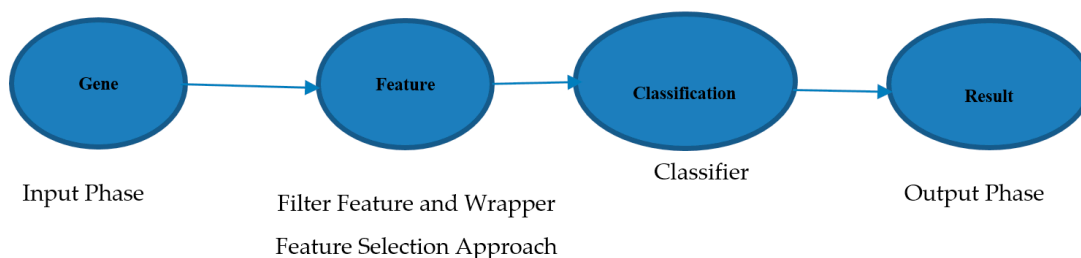 Gene
Feature
Classification
Result
Input Phase
Filter Feature and Wrapper
Feature Selection Approach
Classifier
Output Phase